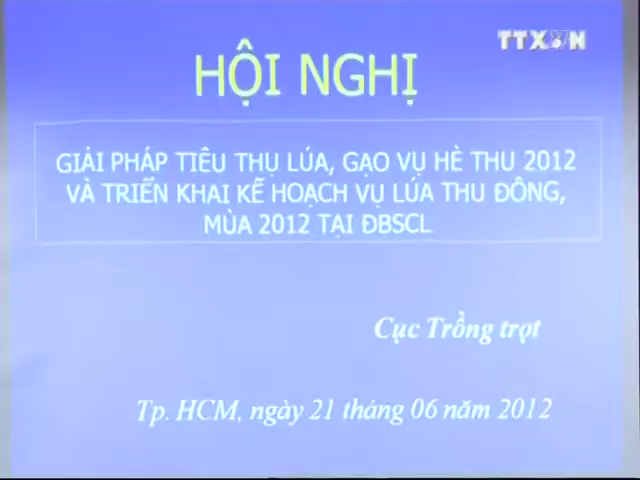 TTXVN
HỘI NGHỊ
GIẢI PHÁP TIÊU THỤ LÚA, GẠO VỤ HÈ THU 2012
VÀ TRIỂN KHAI KẾ HOẠCH VỤ LÚA THU ĐÔNG,
MÙA 2012 TẠI ĐBSCL
Cục Trồng trọt
Tp. HCM, ngày 21 tháng 06 năm 2012